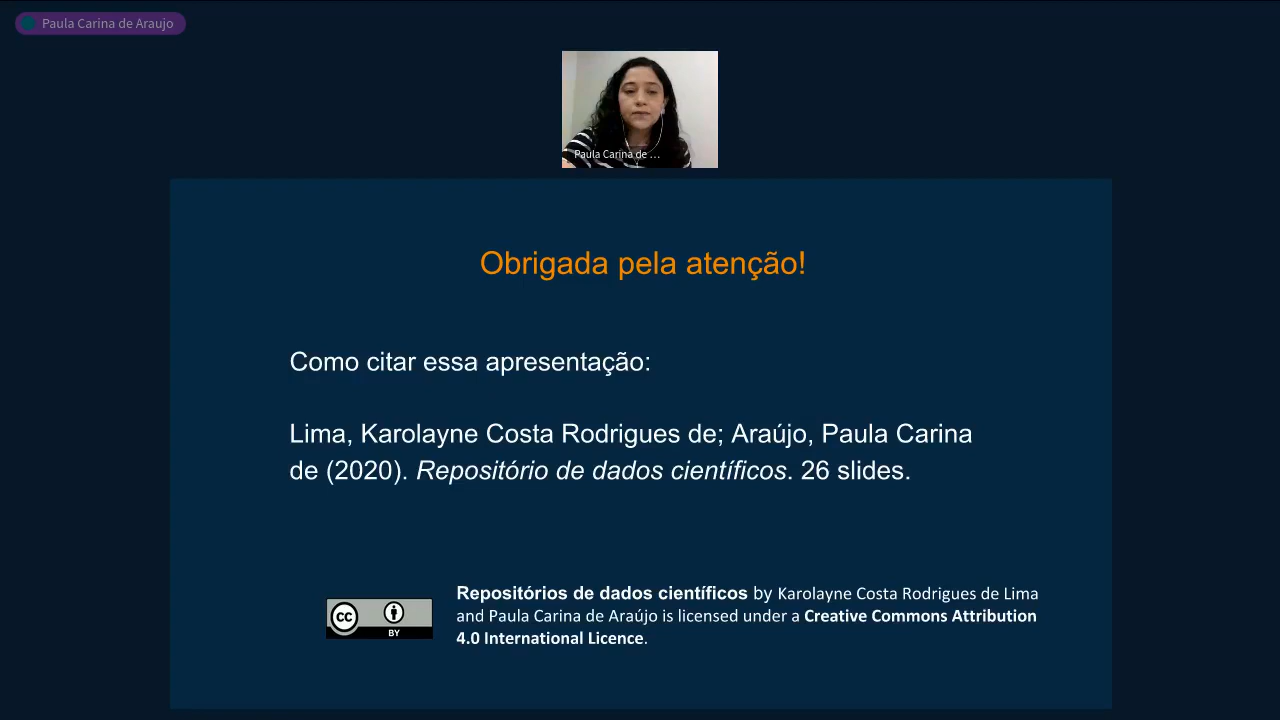 Paula Carina de Araujo
Paula Carina de ...
Obrigada pela atenção!
Como citar essa apresentação:
Lima, Karolayne Costa Rodrigues de; Araújo, Paula Carina
de (2020). Repositório de dados científicos. 26 slides.
Repositórios de dados científicos by Karolayne Costa Rodrigues de Lima
and Paula Carina de Araújo is licensed under a Creative Commons Attribution
4.0 International Licence.
cc
BY